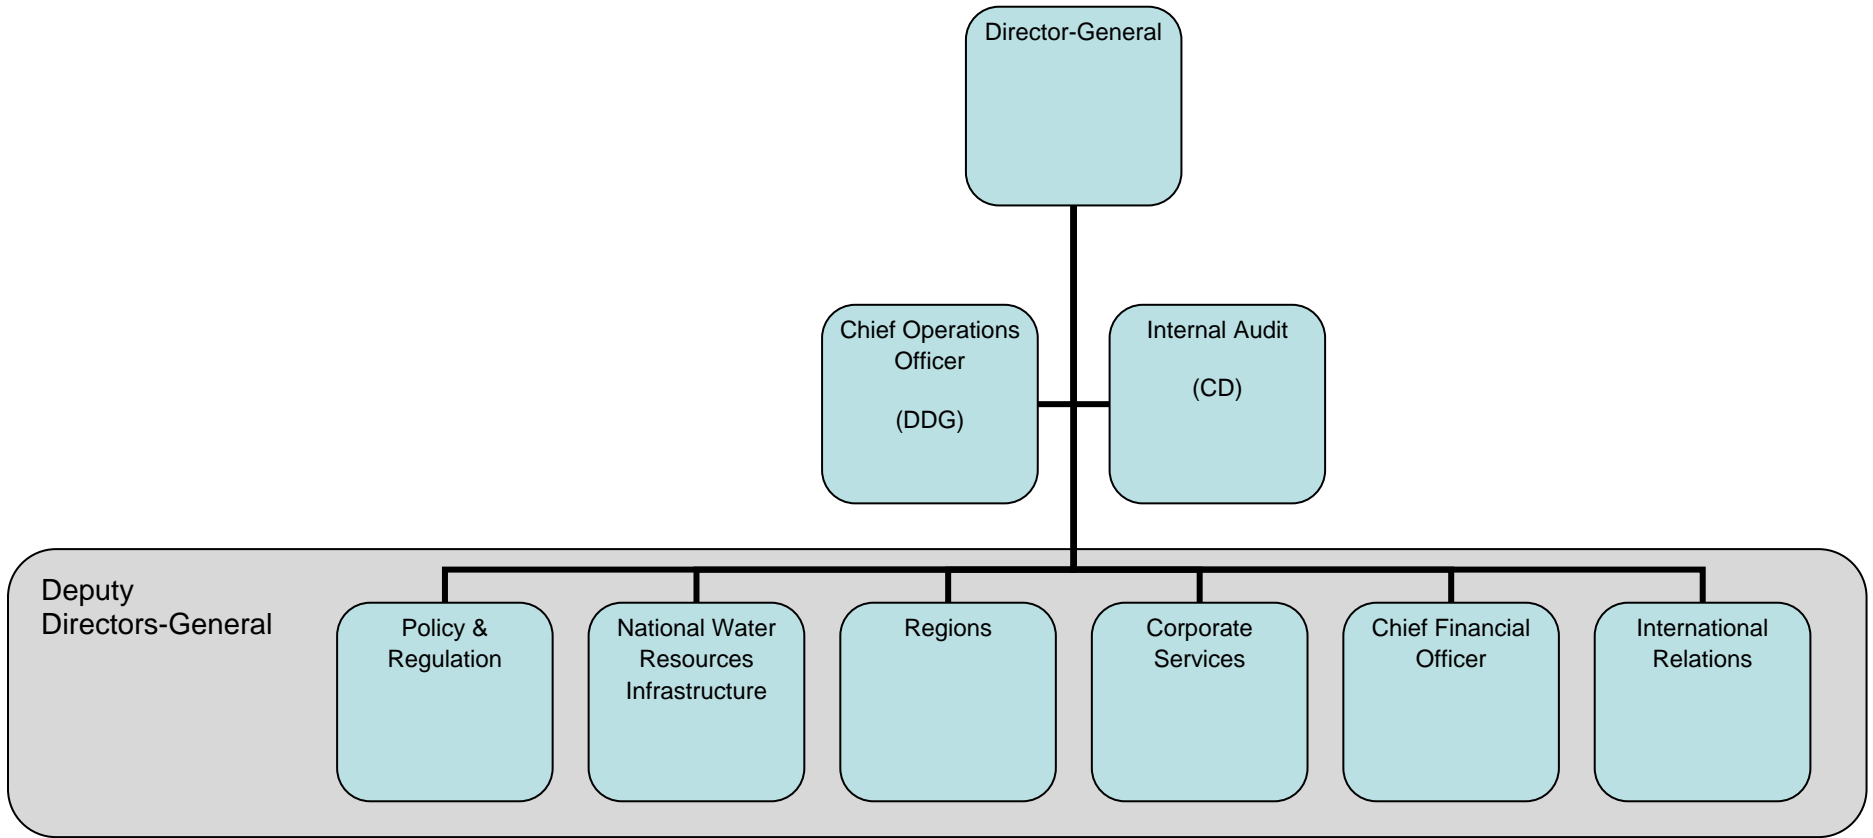 Director-General
Chief Operations
Officer
(DDG)
Internal Audit
(CD)
Deputy
Directors-General
Policy &
Regulation
National Water
Resources
Infrastructure
Regions
Corporate
Services
Chief Financial
Officer
International
Relations